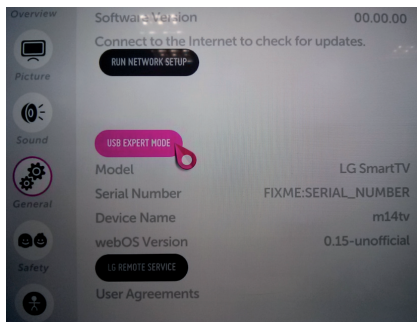 Overview
Picture
Sound
General
Safety
Software Version 00.00.00
Connect to the Internet to check for updates.
RUN NETWORK SETUP
USB EXPERT MODE
Model LG SmartTV
Serial Number FIXME:SERIAL_NUMBER
Device Name m14tv
webOS Version 0.15-unofficial
LG REMOTE SERVICE
User Agreements